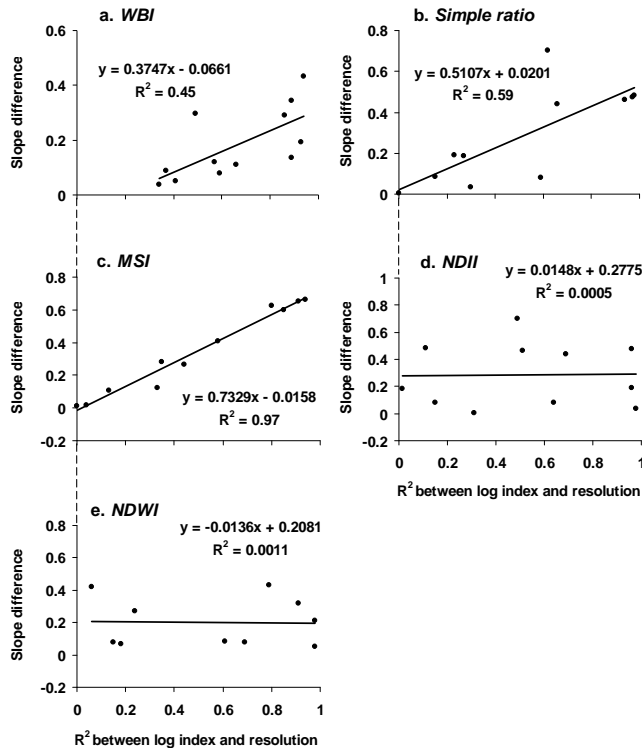 a. WBI
y = 0.3747x - 0.0661
R² = 0.45
Slope difference
0.6
0.4
0.2
0
b. Simple ratio
y = 0.5107x + 0.0201
R² = 0.59
Slope difference
0.8
0.6
0.4
0.2
0
c. MSI
y = 0.7329x - 0.0158
R² = 0.97
Slope difference
0.8
0.6
0.4
0.2
0
-0.2
d. NDII
y = 0.0148x + 0.2775
R² = 0.0005
Slope difference
1
0.8
0.6
0.4
0.2
0
-0.2
0 0.2 0.4 0.6 0.8 1
R² between log index and resolution
e. NDWI
y = -0.0136x + 0.2081
R² = 0.0011
Slope difference
0.8
0.6
0.4
0.2
0
-0.2
0 0.2 0.4 0.6 0.8 1
R² between log index and resolution